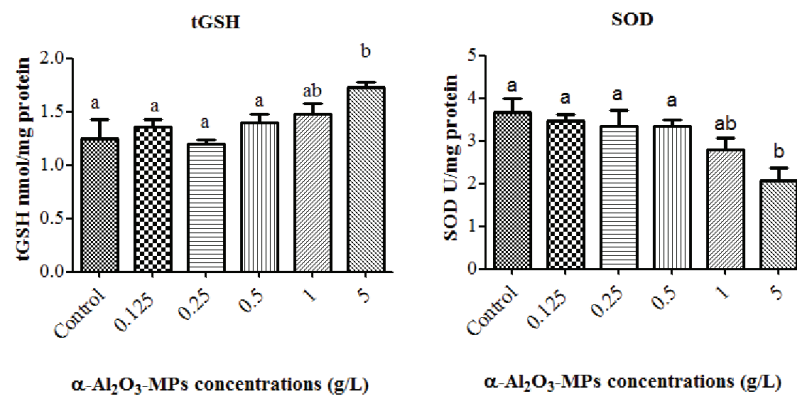 tGSH
tGSH nmol/mg protein
2.0
1.5
1.0
0.5
0.0
a
a
a
a
ab
b
Control
0.125
0.25
0.5
1
5
α-Al₂O₃-MPs concentrations (g/L)
SOD
SOD U/mg protein
5
4
3
2
1
0
a
a
a
a
ab
b
Control
0.125
0.25
0.5
1
5
α-Al₂O₃-MPs concentrations (g/L)